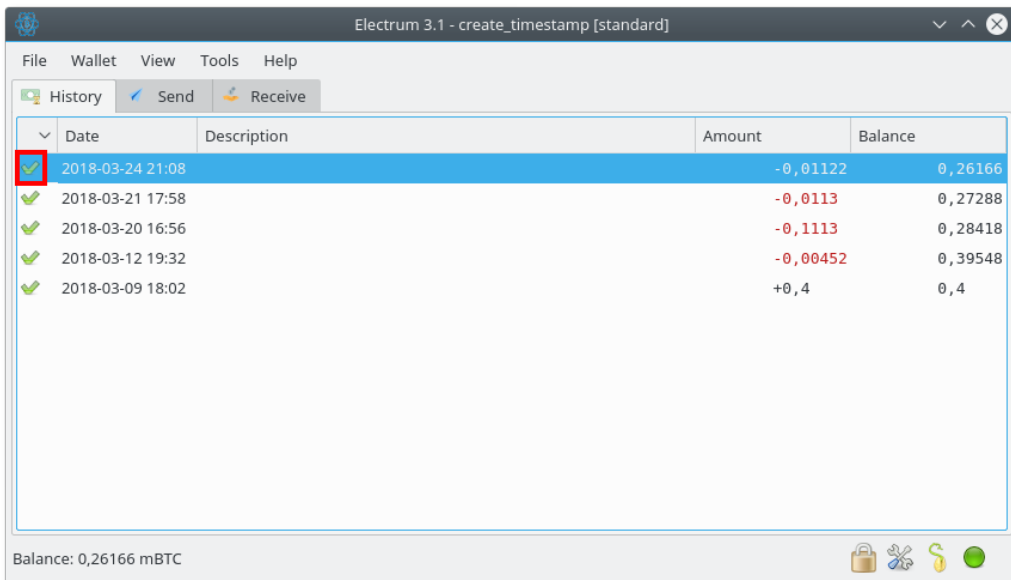 Electrum 3.1 - create_timestamp [standard]
File Wallet View Tools Help
History Send Receive
Date Description Amount Balance
2018-03-24 21:08 -0,01122 0,26166
2018-03-21 17:58 -0,0113 0,27288
2018-03-20 16:56 -0,1113 0,28418
2018-03-12 19:32 -0,00452 0,39548
2018-03-09 18:02 +0,4 0,4
Balance: 0,26166 mBTC